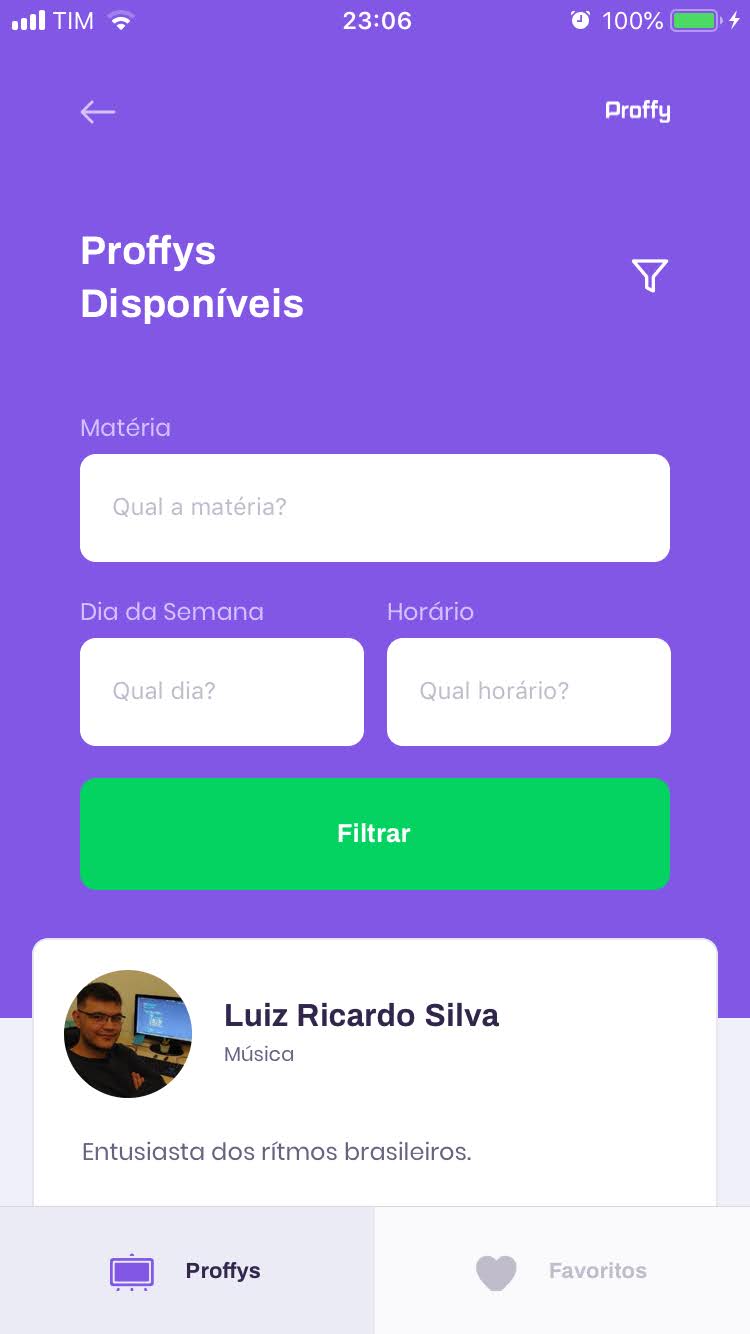 TIM 23:06 100%
Proffy
Proffys
Disponíveis
Matéria
Qual a matéria?
Dia da Semana Horário
Qual dia? Qual horário?
Filtrar
Luiz Ricardo Silva
Música
Entusiasta dos rítmos brasileiros.
Proffys Favoritos